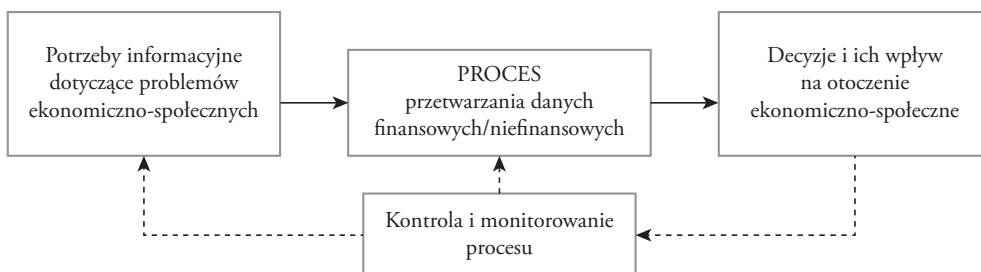 Potrzeby informacyjne
dotyczące problemów
ekonomiczno-społecznych
PROCES
przetwarzania danych
finansowych/niefinansowych
Decyzje i ich wpływ
na otoczenie
ekonomiczno-społeczne
Kontrola i monitorowanie
procesu